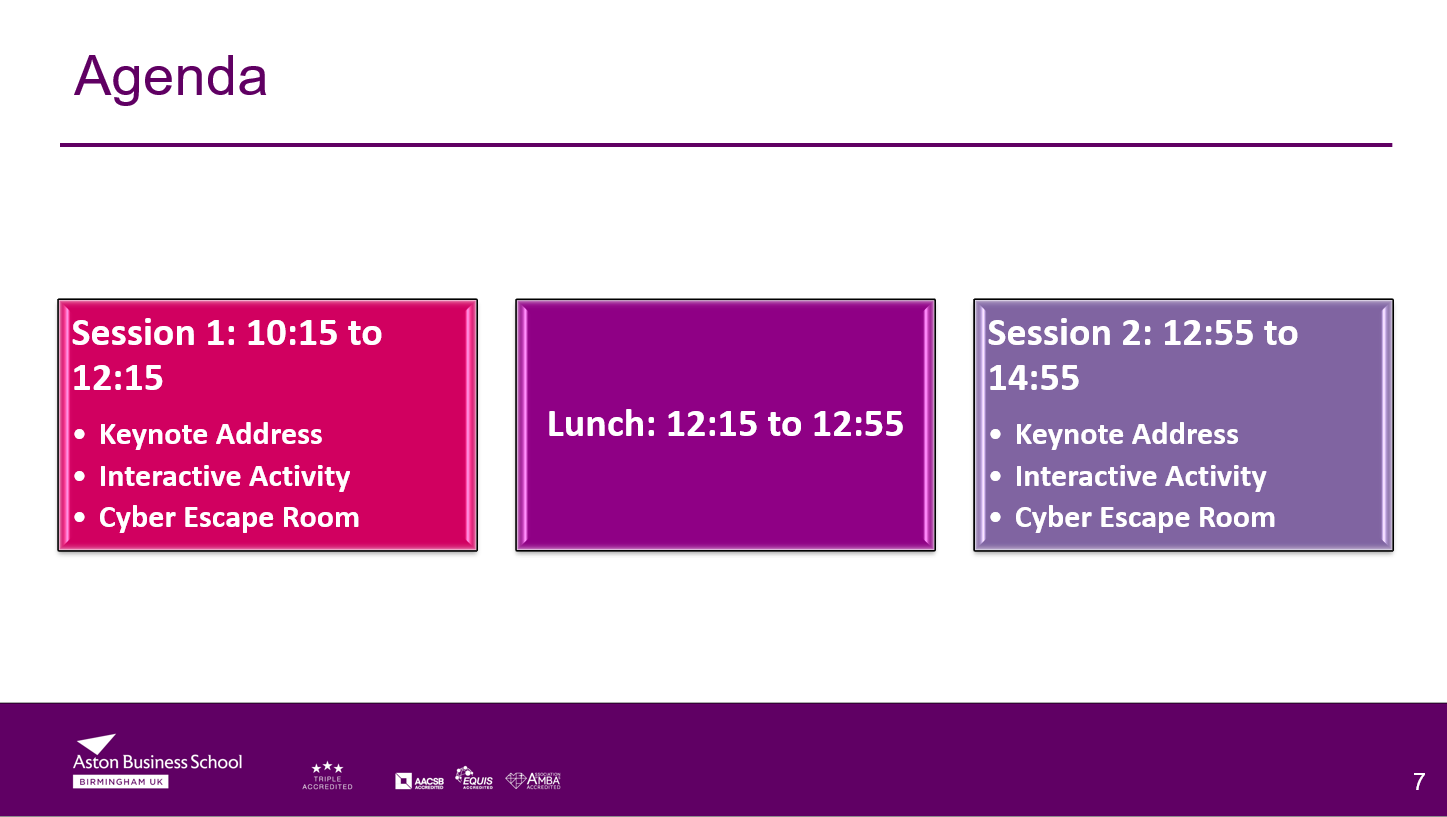 Agenda
Session 1: 10:15 to
12:15
• Keynote Address
• Interactive Activity
• Cyber Escape Room
Lunch: 12:15 to 12:55
Session 2: 12:55 to
14:55
• Keynote Address
• Interactive Activity
• Cyber Escape Room
Aston Business School
BIRMINGHAM UK
TRIPLE
ACCREDITED
AACSB
ACCREDITED
EQUIS
ACCREDITED
ASSOCIATION
AMBA
ACCREDITED
7